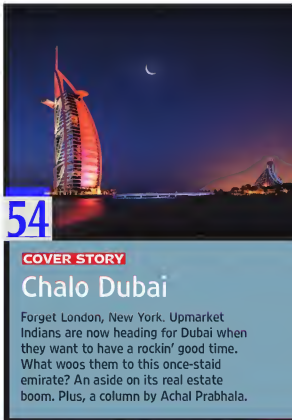 54
COVER STORY
Chalo Dubai
Forget London, New York. Upmarket
Indians are now heading for Dubai when
they want to have a rockin' good time.
What woos them to this once-staid
emirate? An aside on its real estate
boom. Plus, a column by Achal Prabhala.